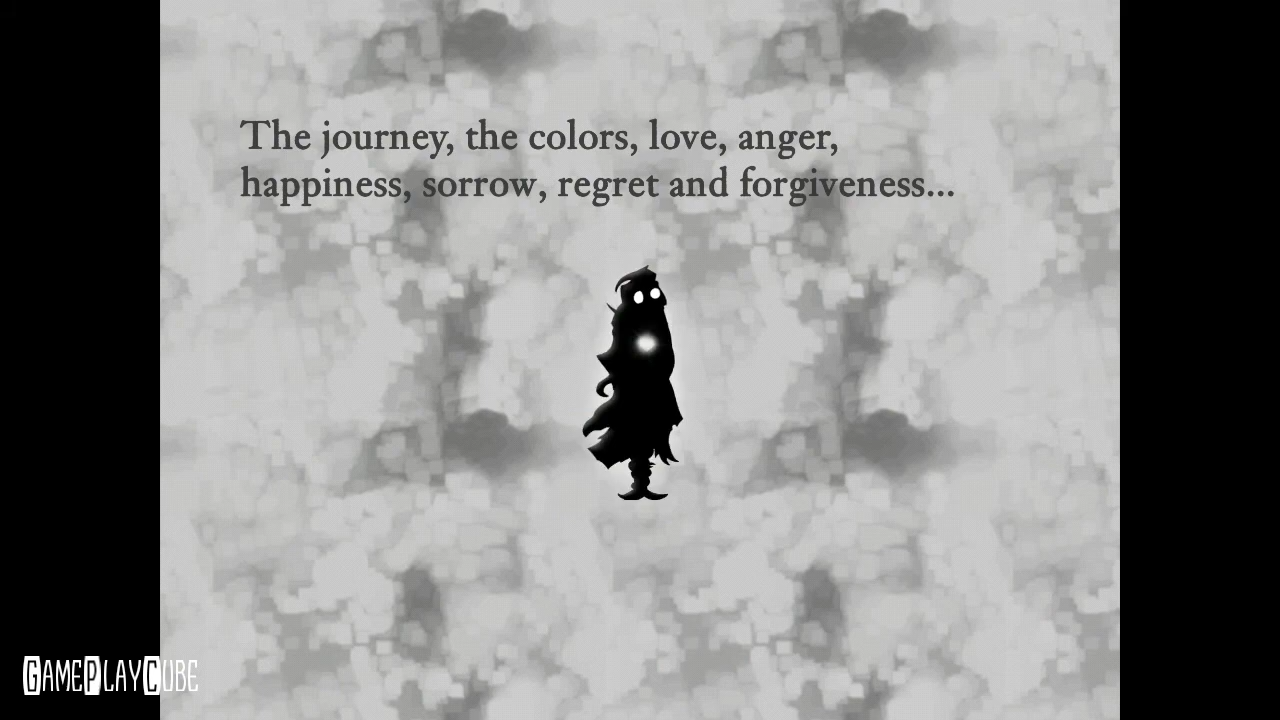 The journey, the colors, love, anger,
happiness, sorrow, regret and forgiveness...
GAMEPLAYCUBE